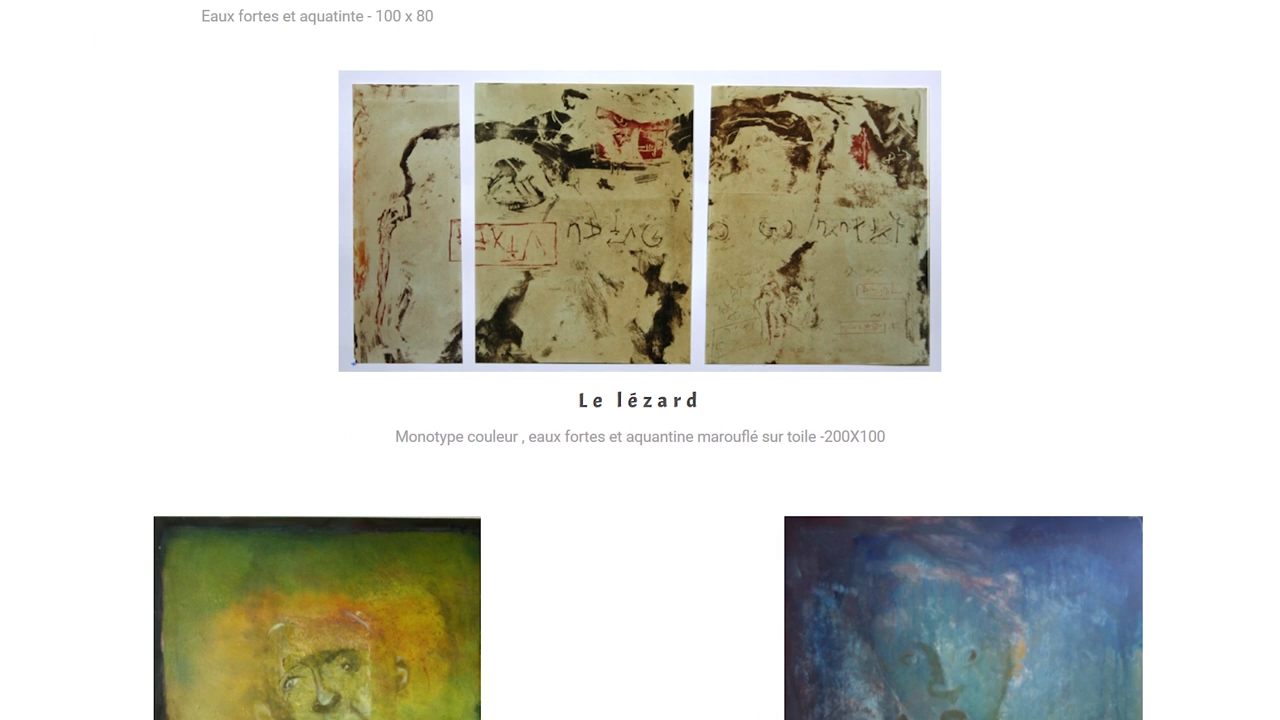 Eaux fortes et aquatinte - 100 x 80
Le lézard
Monotype couleur , eaux fortes et aquantine marouflé sur toile -200X100